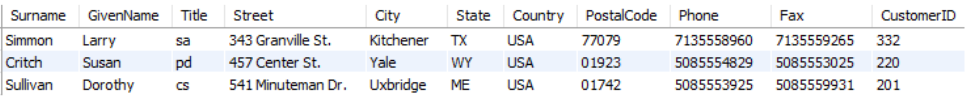 Surname GivenName Title Street City State Country PostalCode Phone Fax CustomerID
Simmon Larry sa 343 Granville St. Kitchener TX USA 77079 7135558960 7135559265 332
Critch Susan pd 457 Center St. Yale WY USA 01923 5085554829 5085553025 220
Sullivan Dorothy cs 541 Minuteman Dr. Uxbridge ME USA 01742 5085553925 5085559931 201